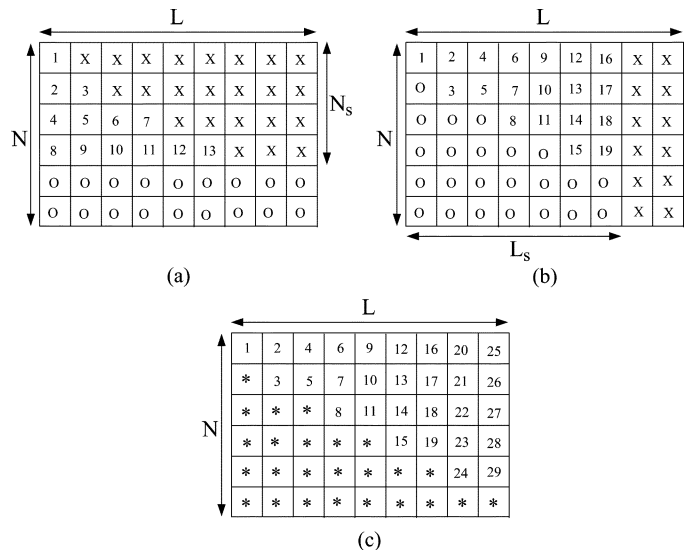 L
N
1 X X X X X X X X
2 3 X X X X X X X
4 5 6 7 X X X X X
8 9 10 11 12 13 X X X
O O O O O O O O O
O O O O O O O O O
Ns
(a)
L
N
1 2 4 6 9 12 16 X X
O 3 5 7 10 13 17 X X
O O O 8 11 14 18 X X
O O O O O 15 19 X X
O O O O O O O X X
O O O O O O O X X
Ls
(b)
L
N
1 2 4 6 9 12 16 20 25
* 3 5 7 10 13 17 21 26
* * * 8 11 14 18 22 27
* * * * * 15 19 23 28
* * * * * * * 24 29
* * * * * * * * *
(c)